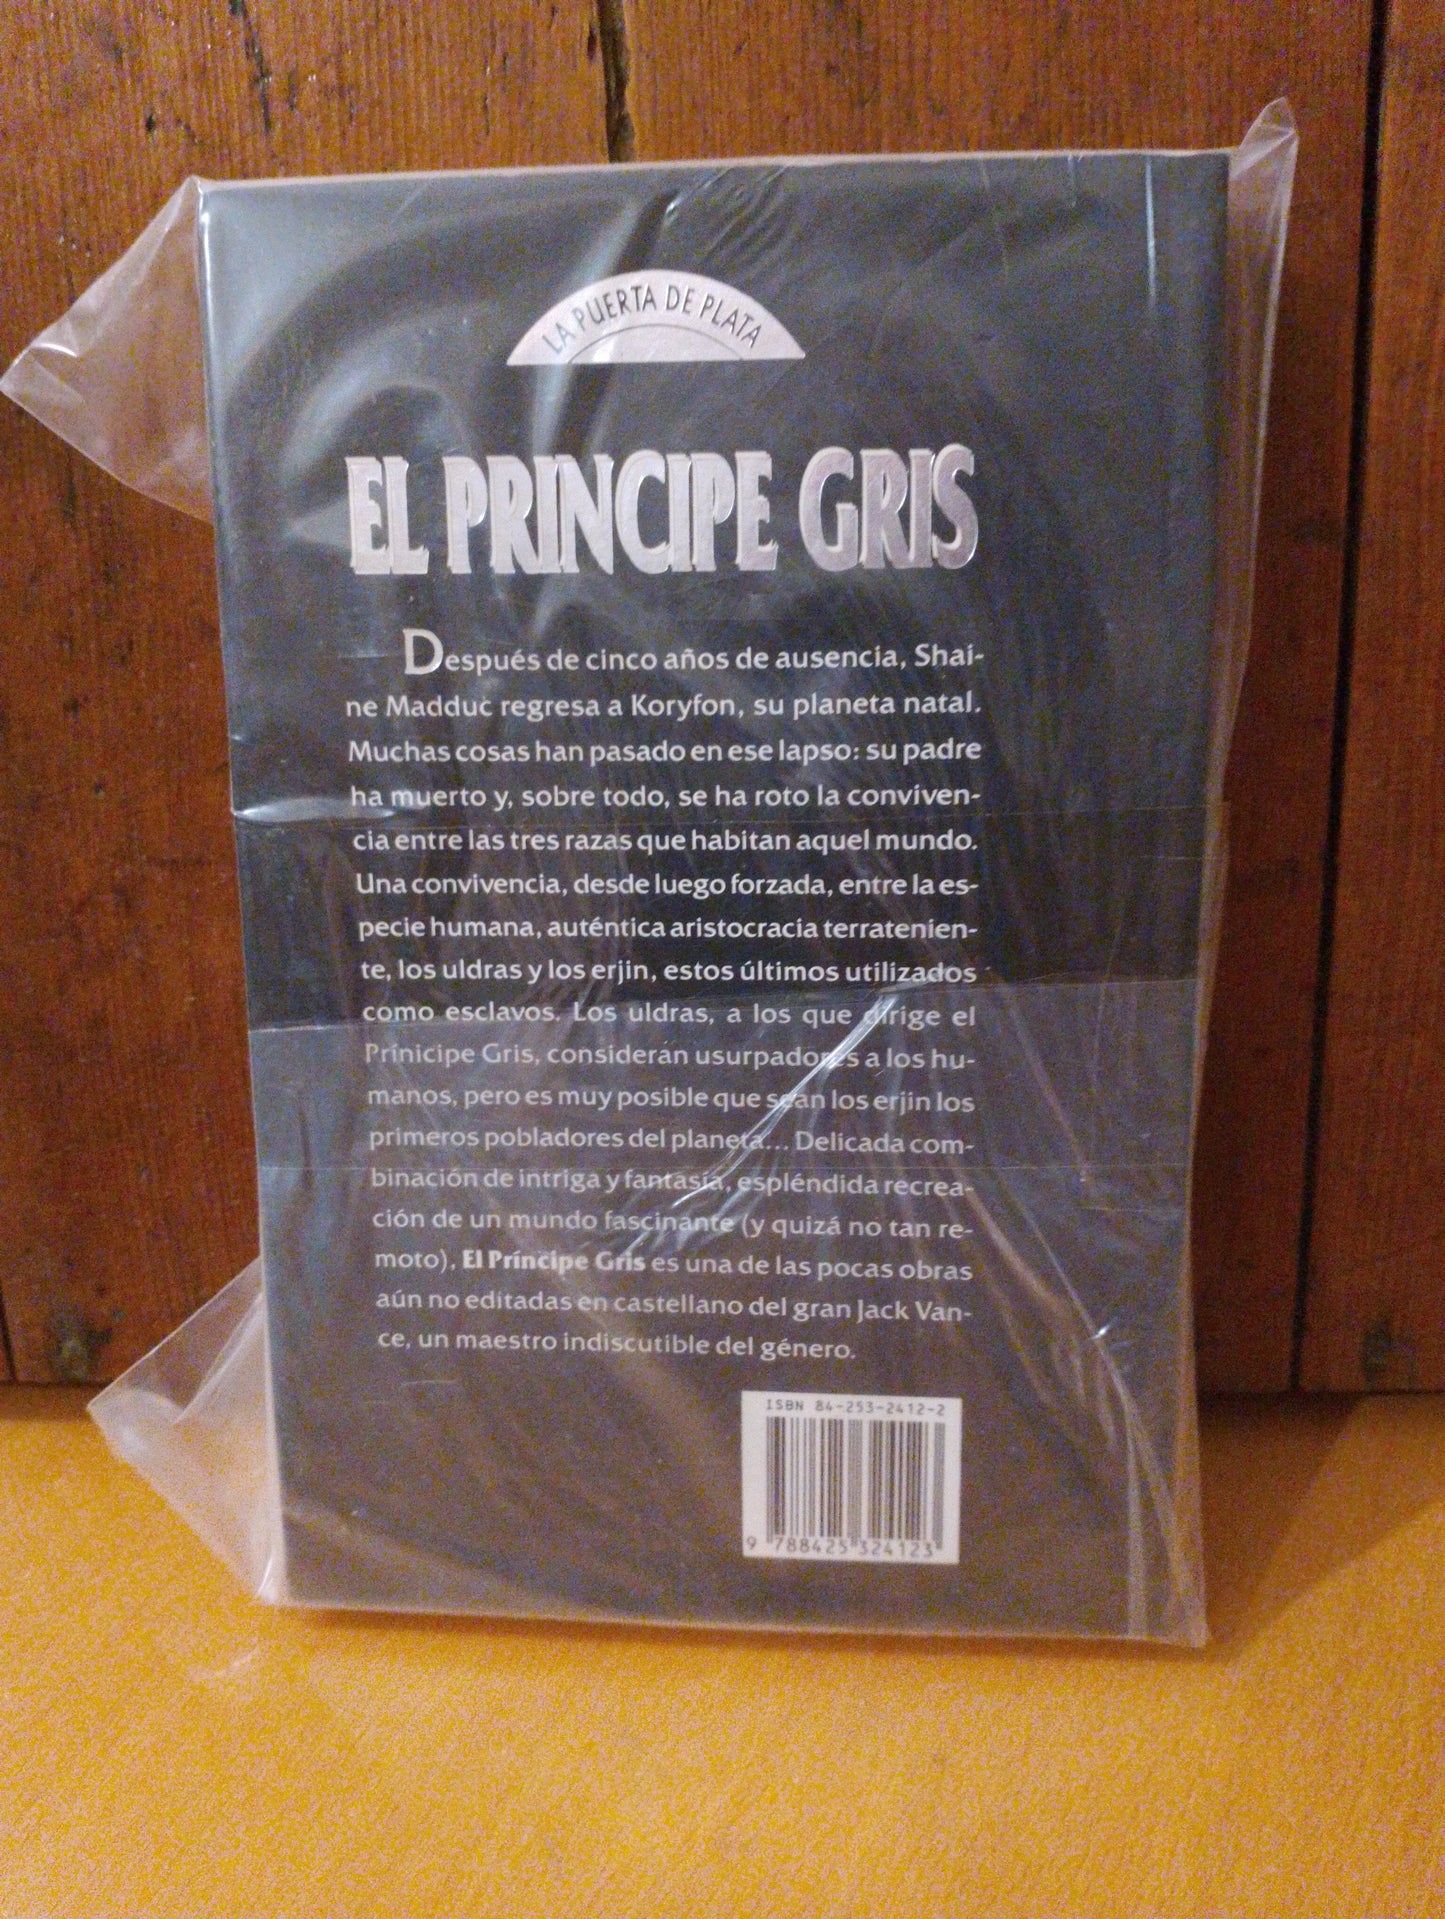 LA PUERTA DE PLATA
EL PRINCIPE GRIS
Después de cinco años de ausencia, Shai-
ne Madduc regresa a Koryfon, su planeta natal.
Muchas cosas han pasado en ese lapso: su padre
ha muerto y, sobre todo, se ha roto la conviven-
cia entre las tres razas que habitan aquel mundo.
Una convivencia, desde luego forzada, entre la es-
pecie humana, auténtica aristocracia terratenien-
te, los uldras y los erjin, estos últimos utilizados
como esclavos. Los uldras, a los que dirige el
Prínicipe Gris, consideran usurpadores a los hu-
manos, pero es muy posible que sean los erjin los
primeros pobladores del planeta... Delicada com-
binación de intriga y fantasía, espléndida recrea-
ción de un mundo fascinante (y quizá no tan re-
moto), El Príncipe Gris es una de las pocas obras
aún no editadas en castellano del gran Jack Van-
ce, un maestro indiscutible del género.
ISBN 84-253-2412-2
9 788425 324123